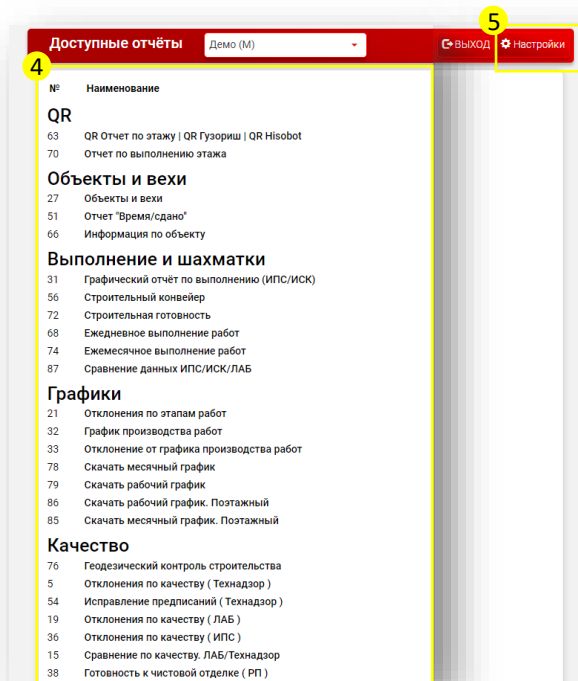 5
Доступные отчёты Демо (M) ВЫХОД Настройки
4
№ Наименование
QR
63 QR Отчет по этажу | QR Гузориш | QR Hisobot
70 Отчет по выполнению этажа
Объекты и вехи
27 Объекты и вехи
51 Отчет "Время/сдано"
66 Информация по объекту
Выполнение и шахматки
31 Графический отчёт по выполнению (ИПС/ИСК)
56 Строительный конвейер
72 Строительная готовность
68 Ежедневное выполнение работ
74 Ежемесячное выполнение работ
87 Сравнение данных ИПС/ИСК/ЛАБ
Графики
21 Отклонения по этапам работ
32 График производства работ
33 Отклонение от графика производства работ
78 Скачать месячный график
79 Скачать рабочий график
86 Скачать рабочий график. Поэтажный
85 Скачать месячный график. Поэтажный
Качество
76 Геодезический контроль строительства
5 Отклонения по качеству ( Технадзор )
54 Исправление предписаний ( Технадзор )
19 Отклонения по качеству ( ЛАБ )
36 Отклонения по качеству ( ИПС )
15 Сравнение по качеству. ЛАБ/Технадзор
38 Готовность к чистовой отделке ( РП )